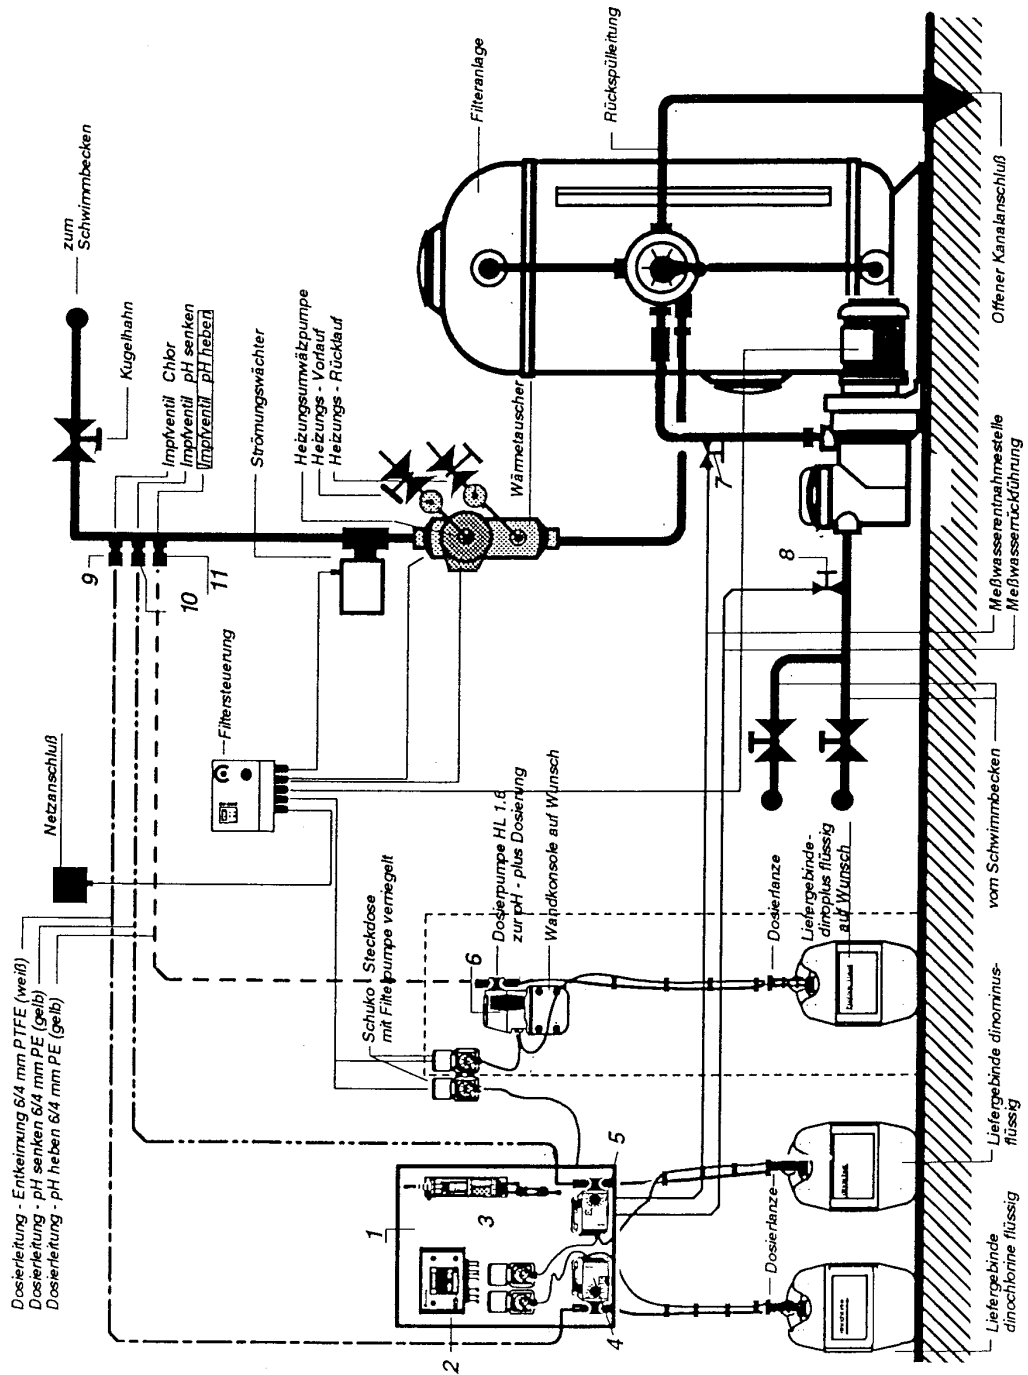 Dosierleitung - Entkeimung 6/4 mm PTFE (weiß)
Dosierleitung - pH senken 6/4 mm PE (gelb)
Dosierleitung - pH heben 6/4 mm PE (gelb)
Netzanschluß
zum
Schwimmbecken
Kugelhahn
9
10
11
Impfventil Chlor
Impfventil pH senken
Impfventil pH heben
Filtersteuerung
Strömungswächter
Heizungsumwälzpumpe
Heizungs - Vorlauf
Heizungs - Rücklauf
Wärmetauscher
Filteranlage
Rückspülleitung
1
2
3
4
5
Schuko Steckdose
mit Filterpumpe verriegelt
6
Dosierpumpe HL 1.6
zur pH - plus Dosierung
Wandkonsole auf Wunsch
7
8
Dosierlanze
Dosierlanze
Liefergebinde-
dinoplus flüssig
auf Wunsch
Liefergebinde
dinochlorine flüssig
Liefergebinde dinominus-
flüssig
vom Schwimmbecken
Meßwasserentnahmestelle
Meßwasserrückführung
Offener Kanalanschluß